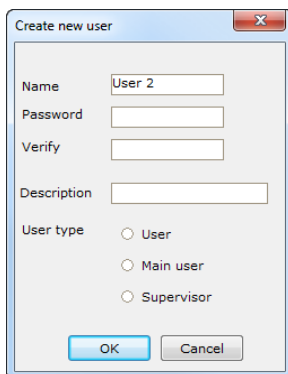 Create new user
Name User 2
Password
Verify
Description
User type
User
Main user
Supervisor
OK Cancel